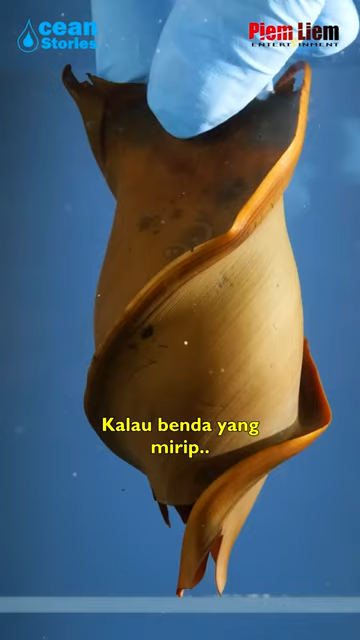 Ocean
Stories
Piem Liem
ENTERTAINMENT
Kalau benda yang
mirip..